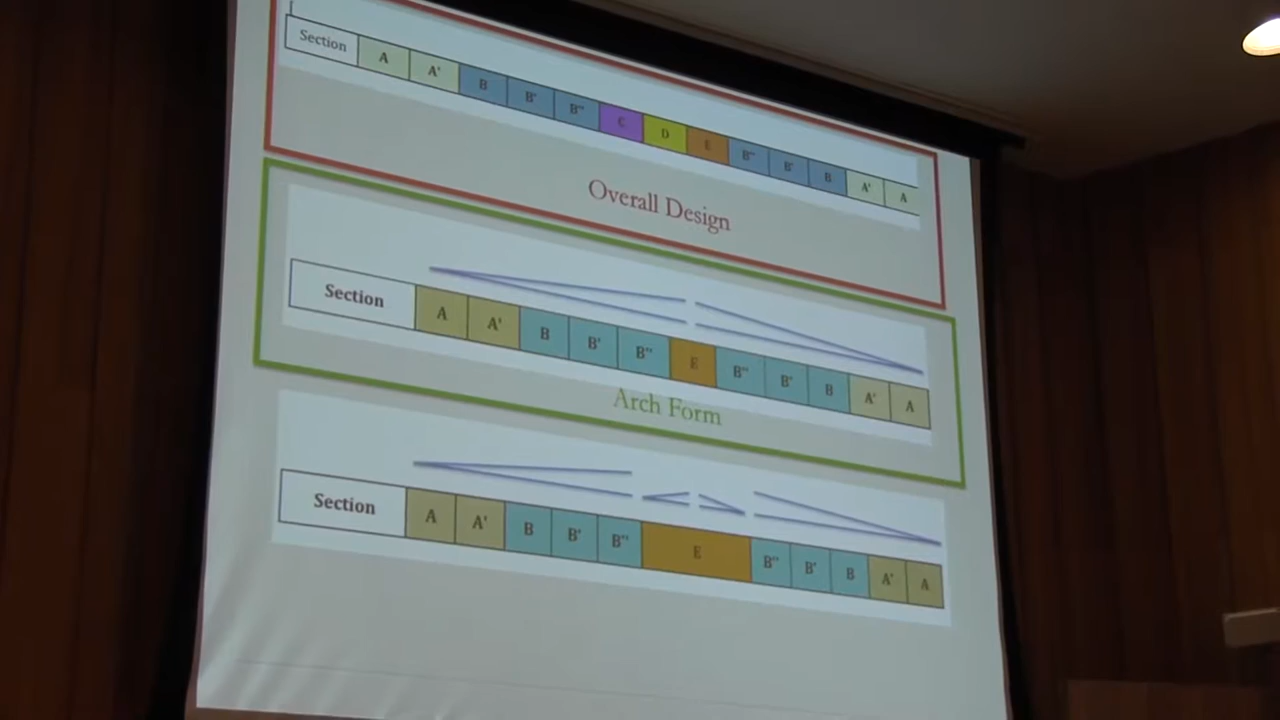 Section A A' B B' B'' C D E B'' B' B A' A
Overall Design
Section A A' B B' B'' E B'' B' B A' A
Arch Form
Section A A' B B' B'' E B'' B' B A' A